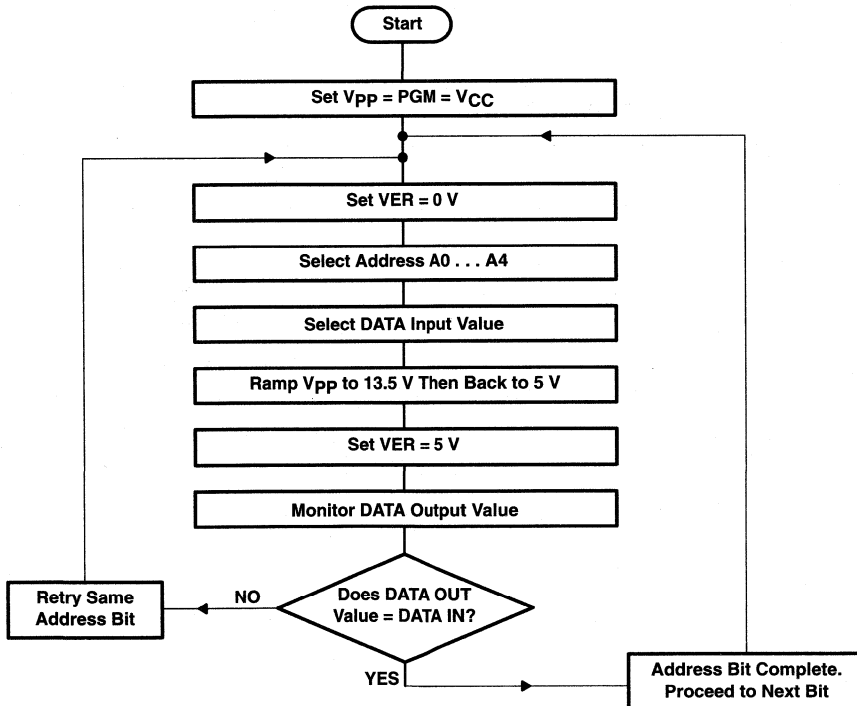 Start
Set VPP = PGM = VCC
Set VER = 0 V
Select Address A0 . . . A4
Select DATA Input Value
Ramp VPP to 13.5 V Then Back to 5 V
Set VER = 5 V
Monitor DATA Output Value
Does DATA OUT
Value = DATA IN?
NO
Retry Same
Address Bit
YES
Address Bit Complete.
Proceed to Next Bit